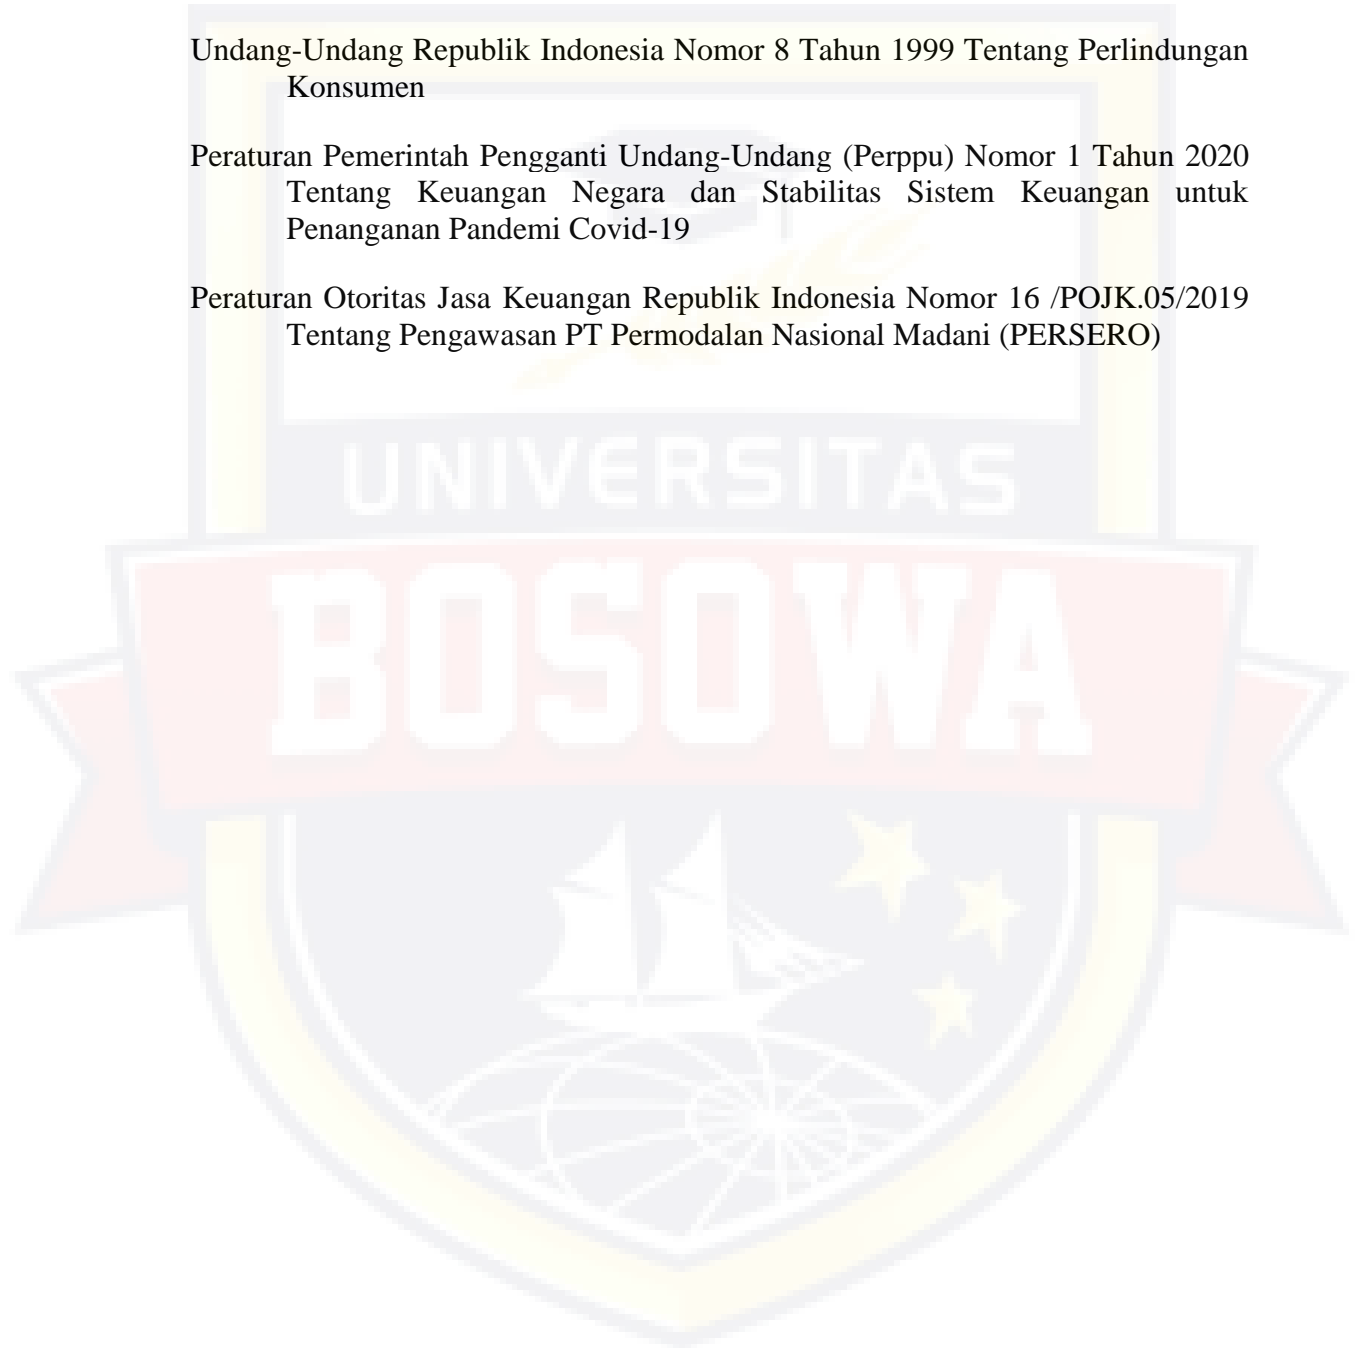 Undang-Undang Republik Indonesia Nomor 8 Tahun 1999 Tentang Perlindungan
Konsumen
Peraturan Pemerintah Pengganti Undang-Undang (Perppu) Nomor 1 Tahun 2020
Tentang Keuangan Negara dan Stabilitas Sistem Keuangan untuk
Penanganan Pandemi Covid-19
Peraturan Otoritas Jasa Keuangan Republik Indonesia Nomor 16 /POJK.05/2019
Tentang Pengawasan PT Permodalan Nasional Madani (PERSERO)
UNIVERSITAS
BOSOWA